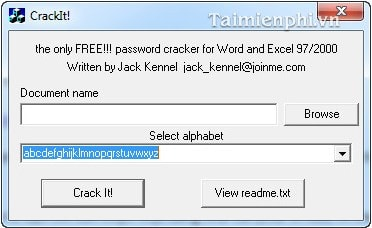 CrackIt!
Taimienphi.vn
the only FREE!!! password cracker for Word and Excel 97/2000
Written by Jack Kennel jack_kennel@joinme.com
Document name
Browse
Select alphabet
abcdefghijklmnopqrstuvwxyz
Crack It!
View readme.txt